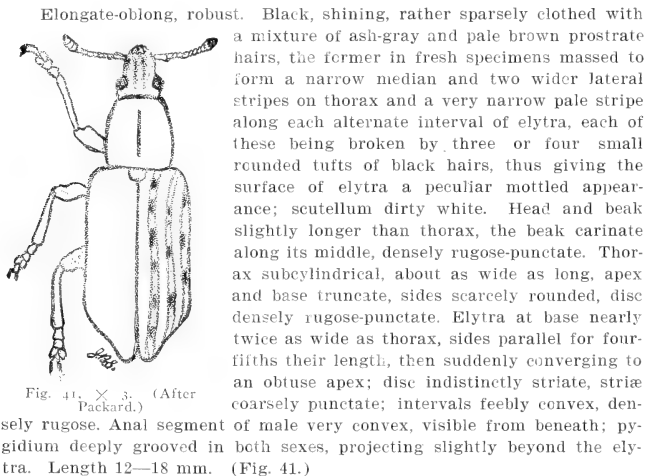 Elongate-oblong, robust. Black, shining, rather sparsely clothed with
a mixture of ash-gray and pale brown prostrate
hairs, the former in fresh specimens massed to
form a narrow median and two wider lateral
stripes on thorax and a very narrow pale stripe
along each alternate interval of elytra, each of
these being broken by three or four small
rounded tufts of black hairs, thus giving the
surface of elytra a peculiar mottled appear-
ance; scutellum dirty white. Head and beak
slightly longer than thorax, the beak carinate
along its middle, densely rugose-punctate. Thor-
ax subcylindrical, about as wide as long, apex
and base truncate, sides scarcely rounded, disc
densely rugose-punctate. Elytra at base nearly
twice as wide as thorax, sides parallel for four-
fifths their length, then suddenly converging to
an obtuse apex; disc indistinctly striate, striæ
coarsely punctate; intervals feebly convex, den-
Fig. 41, × 3. (After
Packard.)
sely rugose. Anal segment of male very convex, visible from beneath; py-
gidium deeply grooved in both sexes, projecting slightly beyond the ely-
tra. Length 12—18 mm. (Fig. 41.)